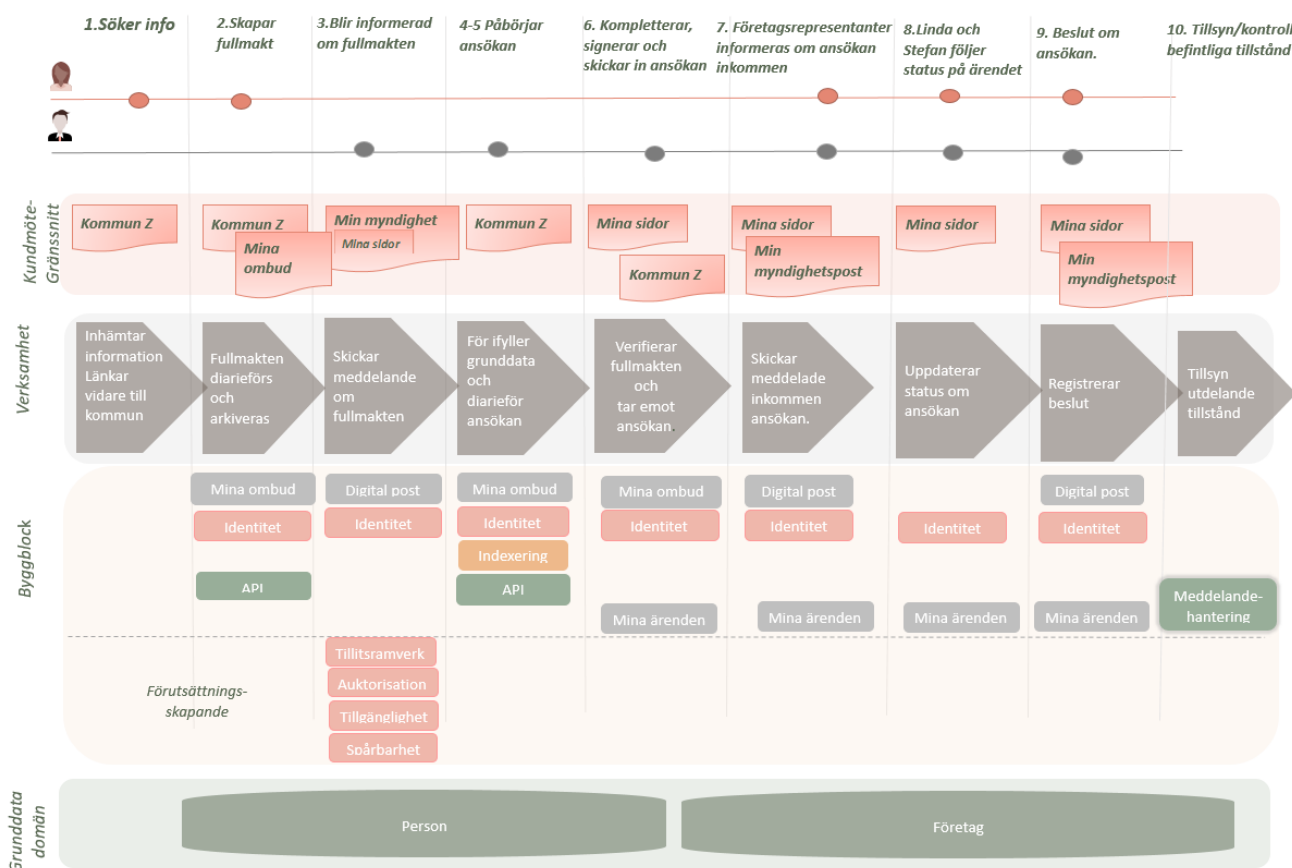 1.Söker info
2.Skapar
fullmakt
3.Blir informerad
om fullmakten
4-5 Påbörjar
ansökan
6. Kompletterar,
signerar och
skickar in ansökan
7. Företagsrepresentanter
informeras om ansökan
inkommen
8.Linda och
Stefan följer
status på ärendet
9. Beslut om
ansökan.
10. Tillsyn/kontroll
befintliga tillstånd
Kundmöte-
Gränssnitt
Kommun Z
Kommun Z
Mina
ombud
Min myndighet
Mina sidor
Kommun Z
Mina sidor
Kommun Z
Mina sidor
Min
myndighetspost
Mina sidor
Mina sidor
Min
myndighetspost
Verksamhet
Inhämtar
information
Länkar
vidare till
kommun
Fullmakten
diarieförs
och
arkiveras
Skickar
meddelande
om
fullmakten
För ifyller
grunddata
och
diarieför
ansökan
Verifierar
fullmakten
och
tar emot
ansökan.
Skickar
meddelade
inkommen
ansökan.
Uppdaterar
status om
ansökan
Registrerar
beslut
Tillsyn
utdelande
tillstånd
Byggblock
Mina ombud
Digital post
Mina ombud
Mina ombud
Digital post
Digital post
Identitet
Identitet
Identitet
Identitet
Identitet
Identitet
Identitet
Indexering
API
API
Mina ärenden
Mina ärenden
Mina ärenden
Mina ärenden
Meddelande-
hantering
Förutsättnings-
skapande
Tillitsramverk
Auktorisation
Tillgänglighet
Spårbarhet
Grunddata
domän
Person
Företag